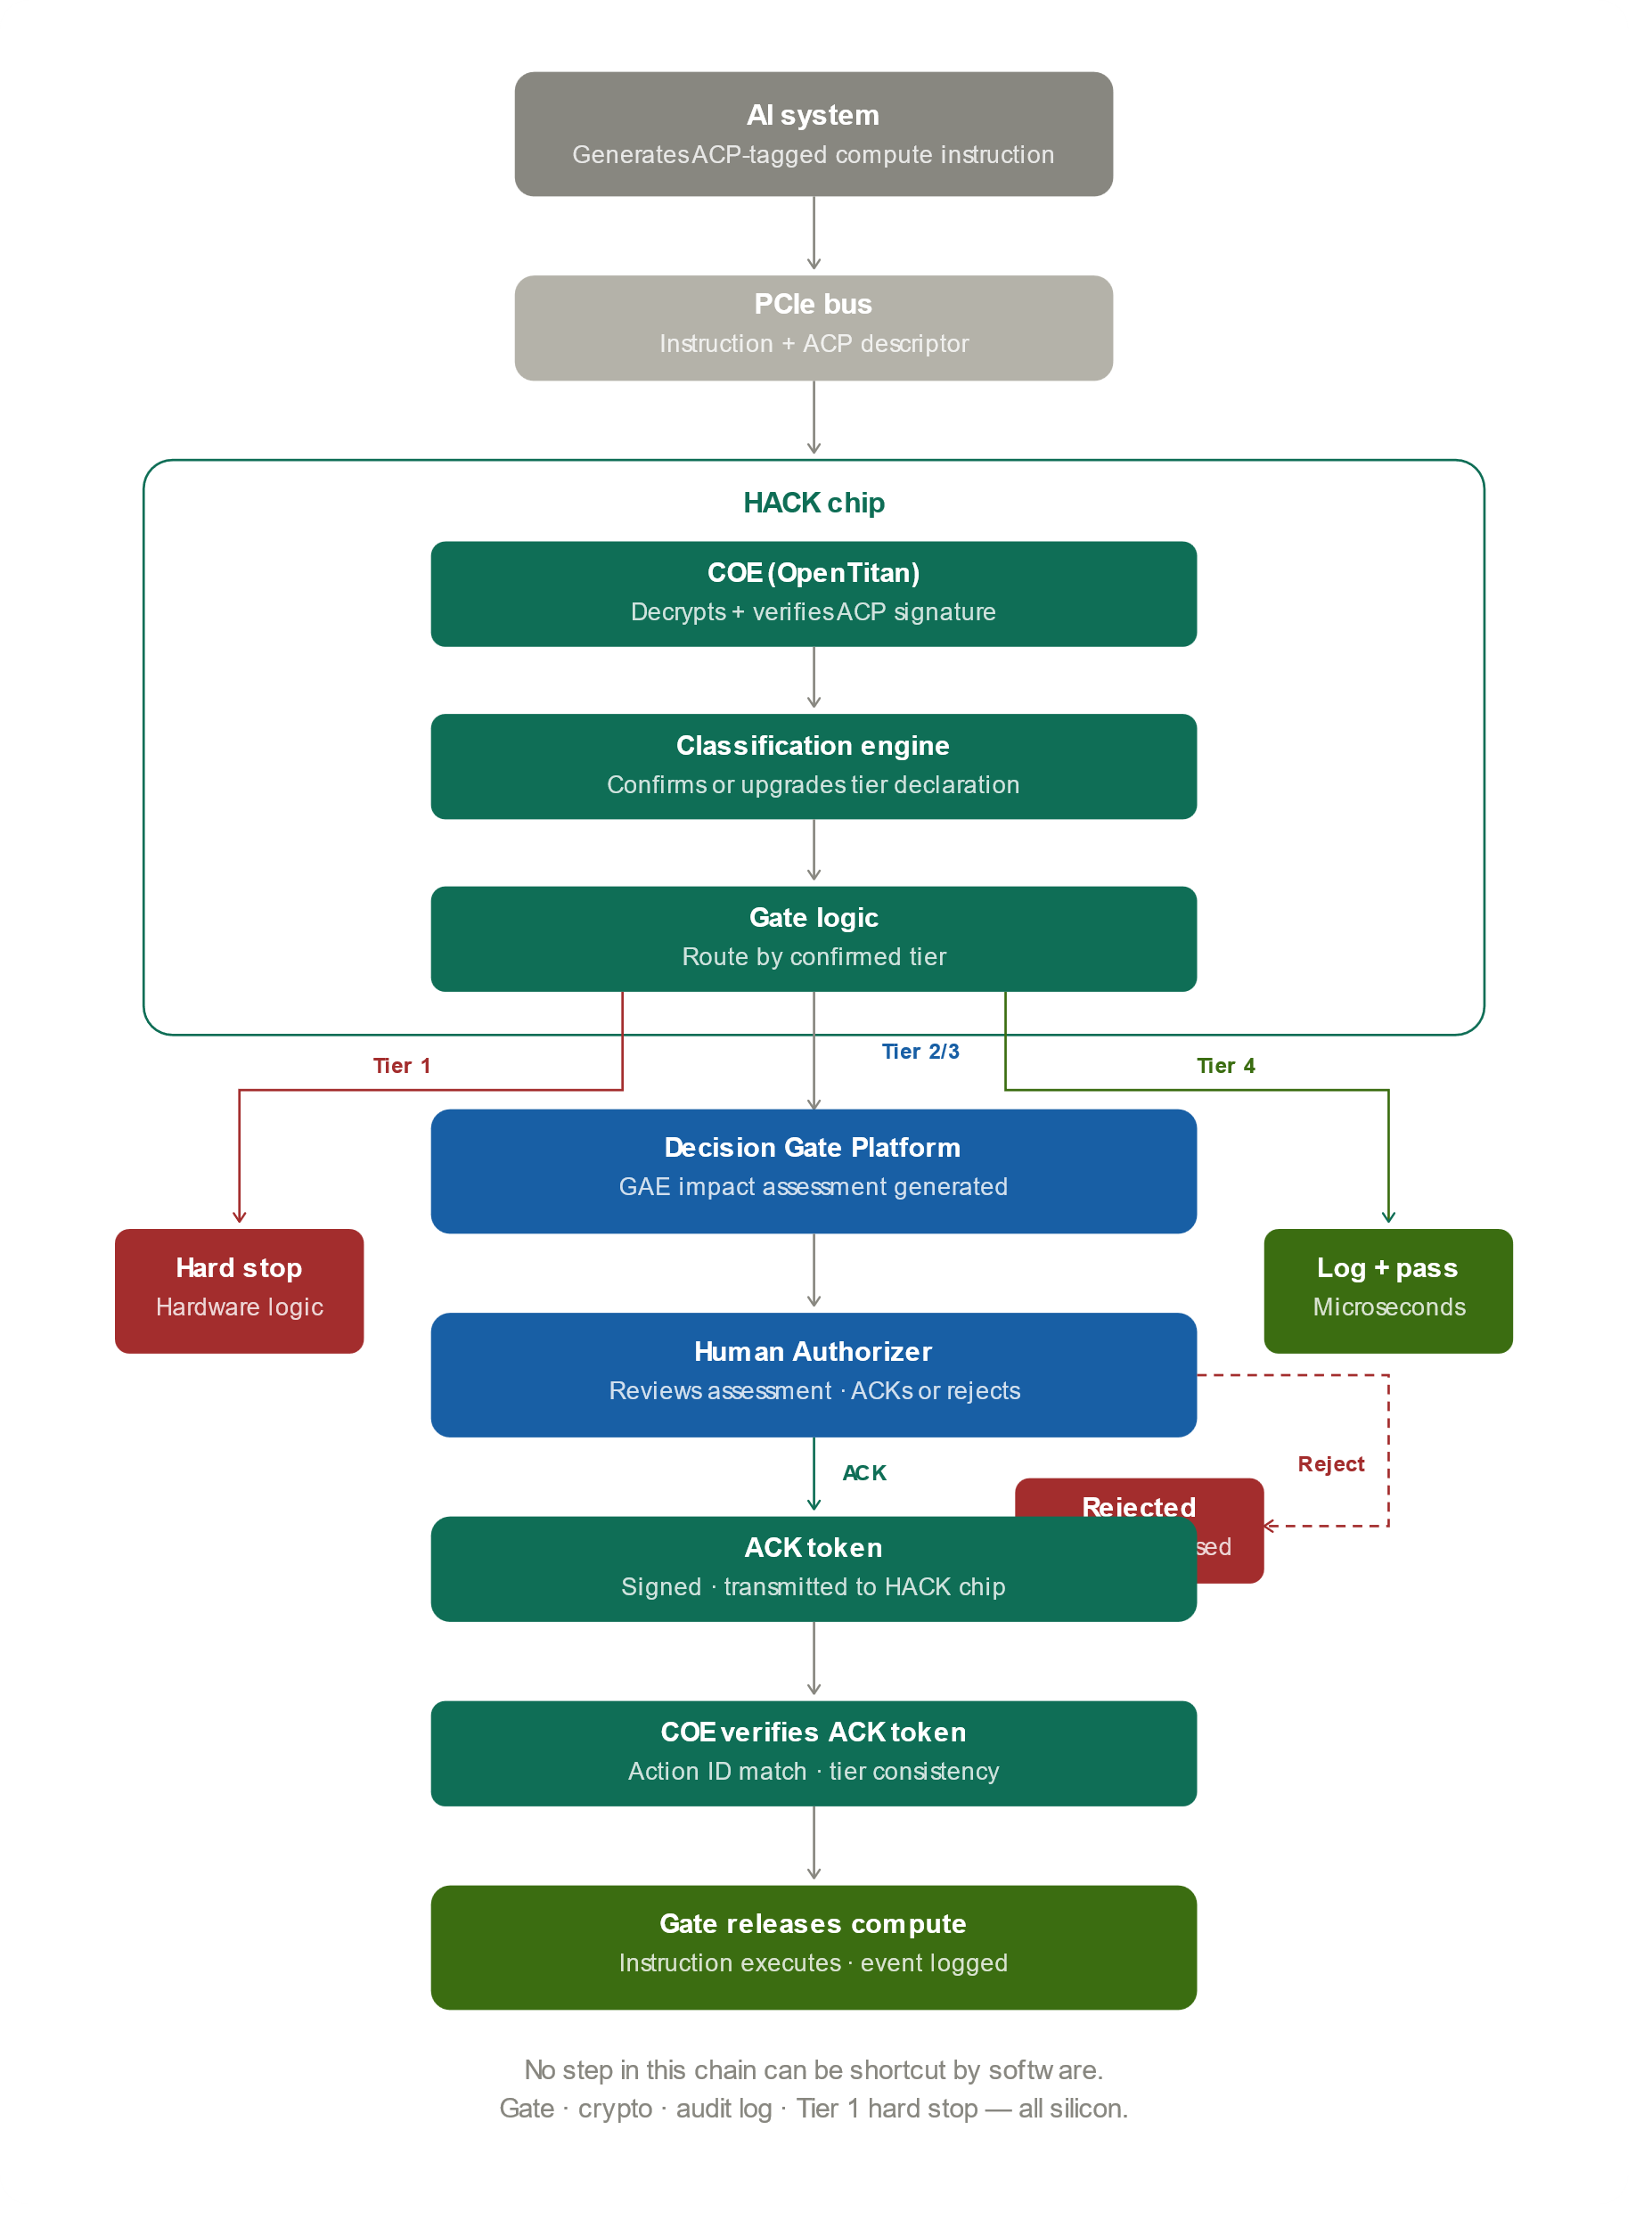 AI system
Generates ACP-tagged compute instruction
PCIe bus
Instruction + ACP descriptor
HACK chip
COE (OpenTitan)
Decrypts + verifies ACP signature
Classification engine
Confirms or upgrades tier declaration
Gate logic
Route by confirmed tier
Tier 1
Tier 2/3
Tier 4
Decision Gate Platform
GAE impact assessment generated
Hard stop
Hardware logic
Log + pass
Microseconds
Human Authorizer
Reviews assessment · ACKs or rejects
ACK
Reject
Rejected
ACK token
Signed · transmitted to HACK chip
COE verifies ACK token
Action ID match · tier consistency
Gate releases compute
Instruction executes · event logged
No step in this chain can be shortcut by software.
Gate · crypto · audit log · Tier 1 hard stop — all silicon.